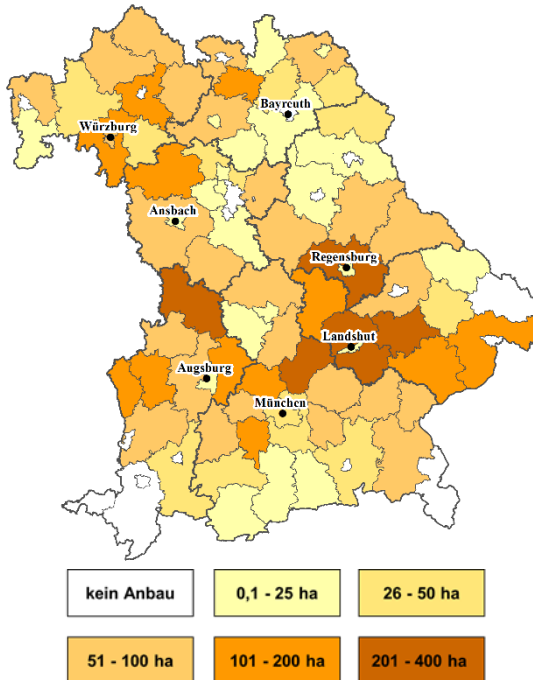 Bayreuth
Würzburg
Ansbach
Regensburg
Landshut
Augsburg
München
kein Anbau
0,1 - 25 ha
26 - 50 ha
51 - 100 ha
101 - 200 ha
201 - 400 ha